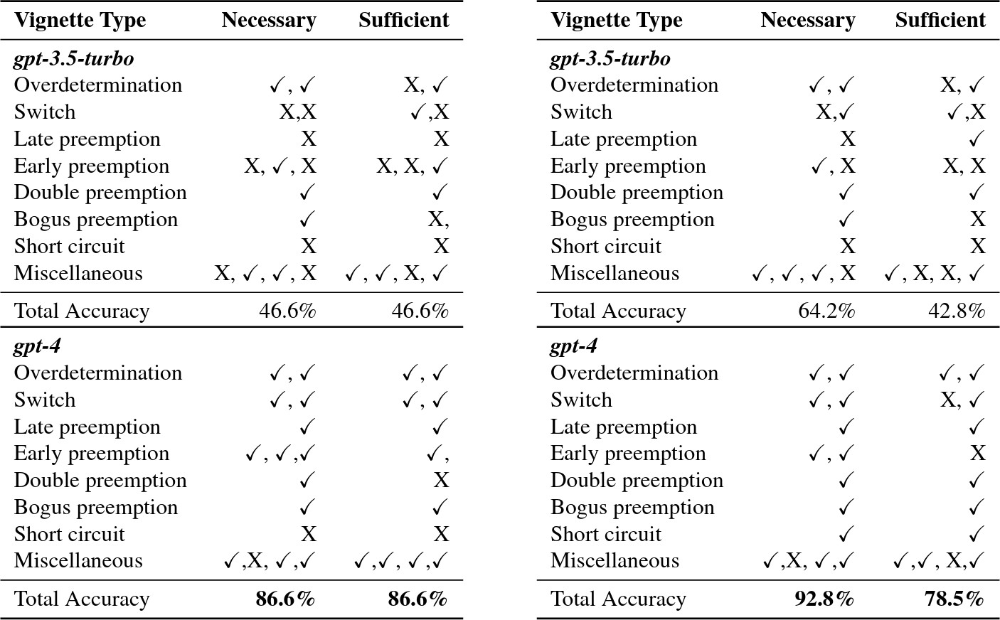 Vignette Type Necessary Sufficient
gpt-3.5-turbo
Overdetermination ✓, ✓ X, ✓
Switch X,X ✓,X
Late preemption X X
Early preemption X, ✓, X X, X, ✓
Double preemption ✓ ✓
Bogus preemption ✓ X,
Short circuit X X
Miscellaneous X, ✓, ✓, X ✓, ✓, X, ✓
Total Accuracy 46.6% 46.6%
gpt-4
Overdetermination ✓, ✓ ✓, ✓
Switch ✓, ✓ ✓, ✓
Late preemption ✓ ✓
Early preemption ✓, ✓,✓ ✓,
Double preemption ✓ X
Bogus preemption ✓ ✓
Short circuit X X
Miscellaneous ✓,X, ✓,✓ ✓,✓, ✓,✓
Total Accuracy 86.6% 86.6%
Vignette Type Necessary Sufficient
gpt-3.5-turbo
Overdetermination ✓, ✓ X, ✓
Switch X,✓ ✓,X
Late preemption X ✓
Early preemption ✓, X X, X
Double preemption ✓ ✓
Bogus preemption ✓ X
Short circuit X X
Miscellaneous ✓, ✓, ✓, X ✓, X, X, ✓
Total Accuracy 64.2% 42.8%
gpt-4
Overdetermination ✓, ✓ ✓, ✓
Switch ✓, ✓ X, ✓
Late preemption ✓ ✓
Early preemption ✓, ✓ X
Double preemption ✓ ✓
Bogus preemption ✓ ✓
Short circuit ✓ ✓
Miscellaneous ✓,X, ✓,✓ ✓,✓, X,✓
Total Accuracy 92.8% 78.5%